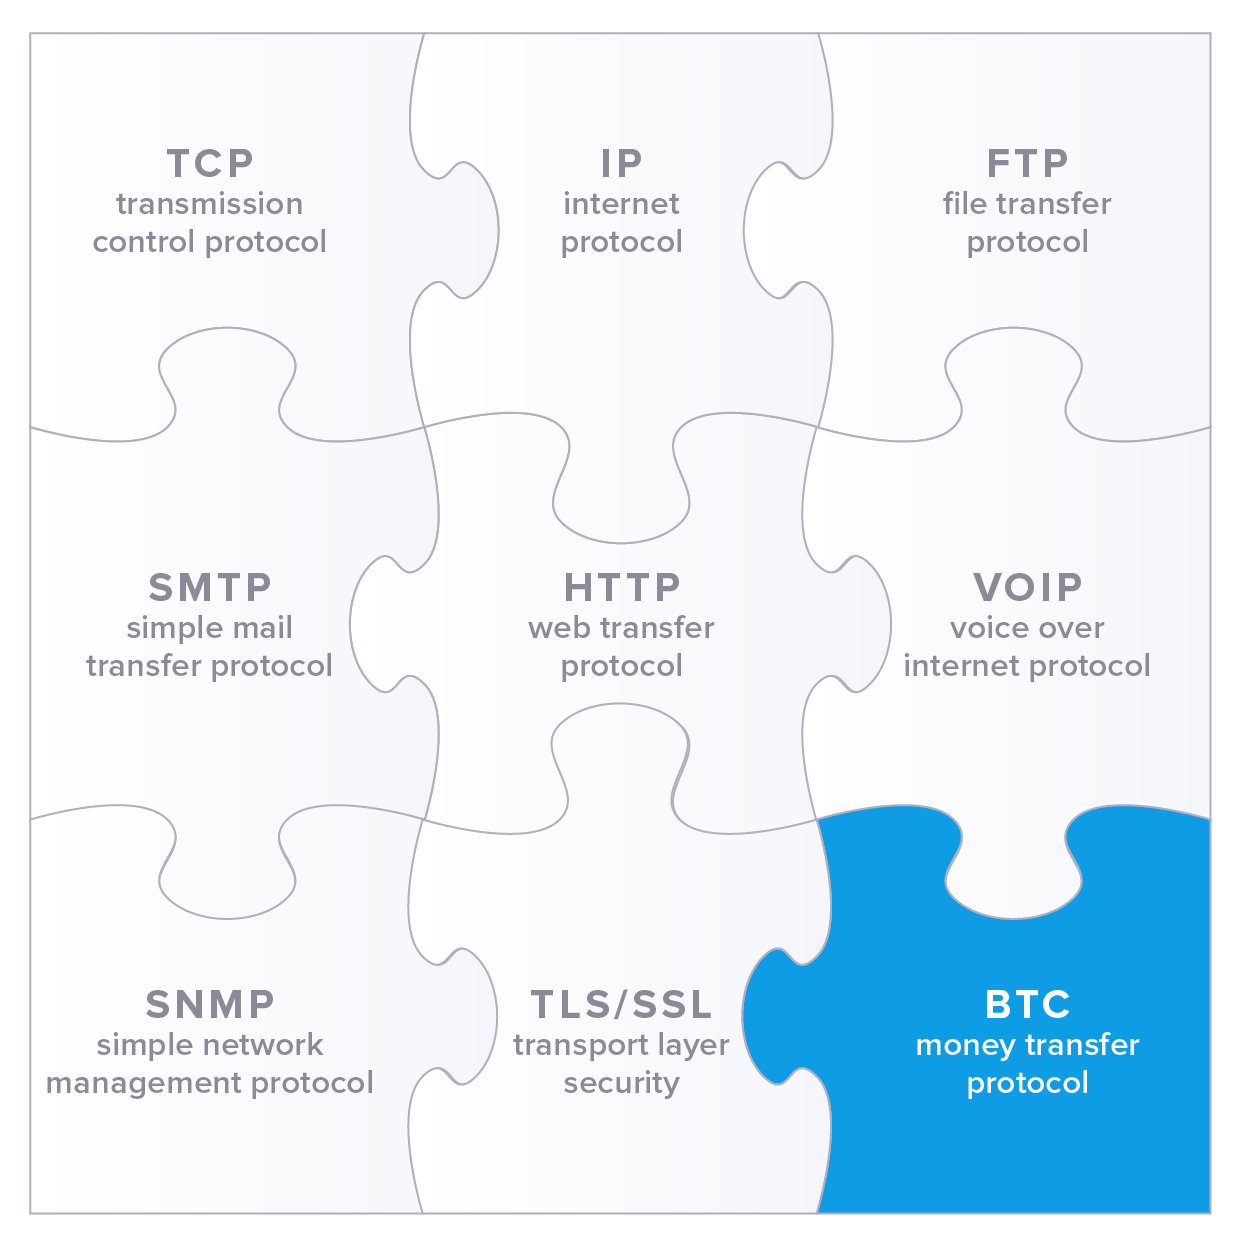 TCP
transmission
control protocol
IP
internet
protocol
FTP
file transfer
protocol
SMTP
simple mail
transfer protocol
HTTP
web transfer
protocol
VOIP
voice over
internet protocol
SNMP
simple network
management protocol
TLS/SSL
transport layer
security
BTC
money transfer
protocol